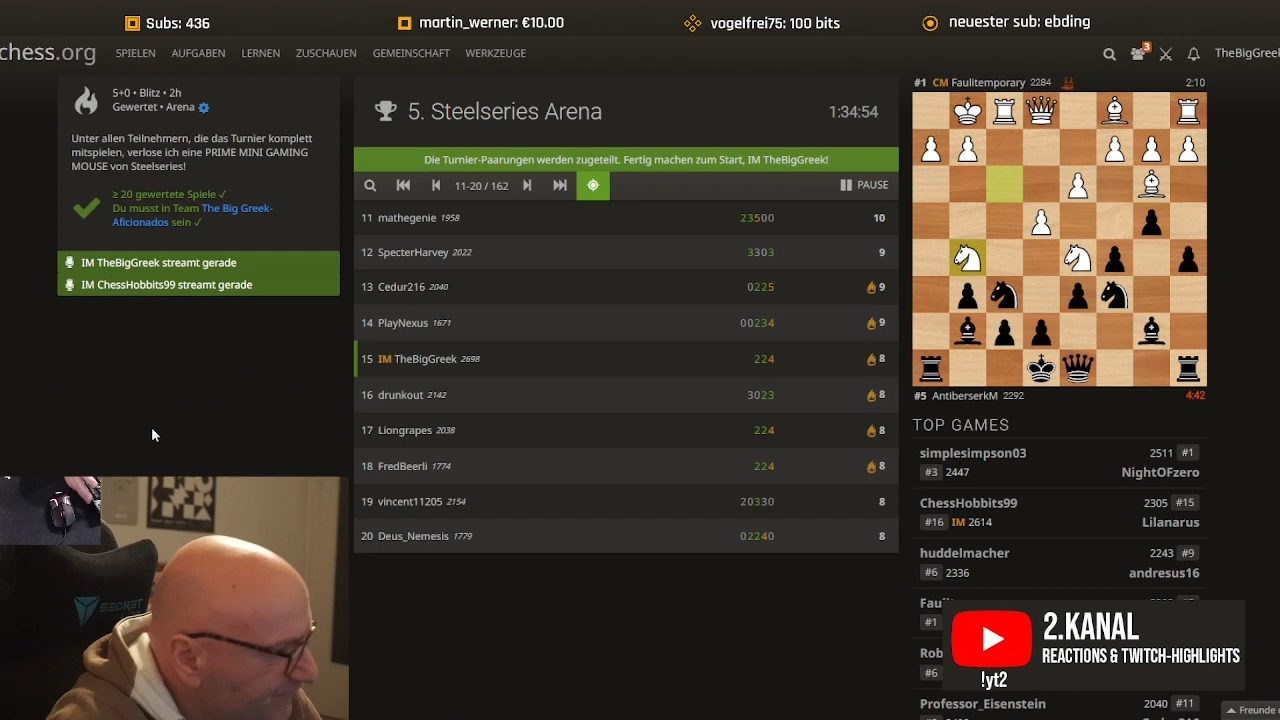 Subs: 436
martin_werner: €10.00
vogelfrei75: 100 bits
neuester sub: ebding
chess.org
SPIELEN
AUFGABEN
LERNEN
ZUSCHAUEN
GEMEINSCHAFT
WERKZEUGE
3
TheBigGreek
5+0 • Blitz • 2h
Gewertet • Arena
Unter allen Teilnehmern, die das Turnier komplett
mitspielen, verlose ich eine PRIME MINI GAMING
MOUSE von Steelseries!
≥ 20 gewertete Spiele ✓
Du musst in Team The Big Greek-
Aficionados sein ✓
IM TheBigGreek streamt gerade
IM ChessHobbits99 streamt gerade
5. Steelseries Arena
1:34:54
Die Turnier-Paarungen werden zugeteilt. Fertig machen zum Start, IM TheBigGreek!
11-20 / 162
PAUSE
11 mathegenie 1958 23500 10
12 SpecterHarvey 2022 3303 9
13 Cedur216 2040 0225 9
14 PlayNexus 1671 00234 9
15 IM TheBigGreek 2698 224 8
16 drunkout 2142 3023 8
17 Liongrapes 2038 224 8
18 FredBeerli 1774 224 8
19 vincent11205 2154 20330 8
20 Deus_Nemesis 1779 02240 8
#1 CM Faulitemporary 2284 2:10
#5 AntiberserkM 2292 4:42
TOP GAMES
simplesimpson03 2511 #1
#3 2447 NightOFzero
ChessHobbits99 2305 #15
#16 IM 2614 Lilanarus
huddelmacher 2243 #9
#6 2336 andresus16
Fau
#1
Rob
#6
Professor_Eisenstein 2040 #11
2.KANAL
REACTIONS & TWITCH-HIGHLIGHTS
!yt2
Freunde
SECRET